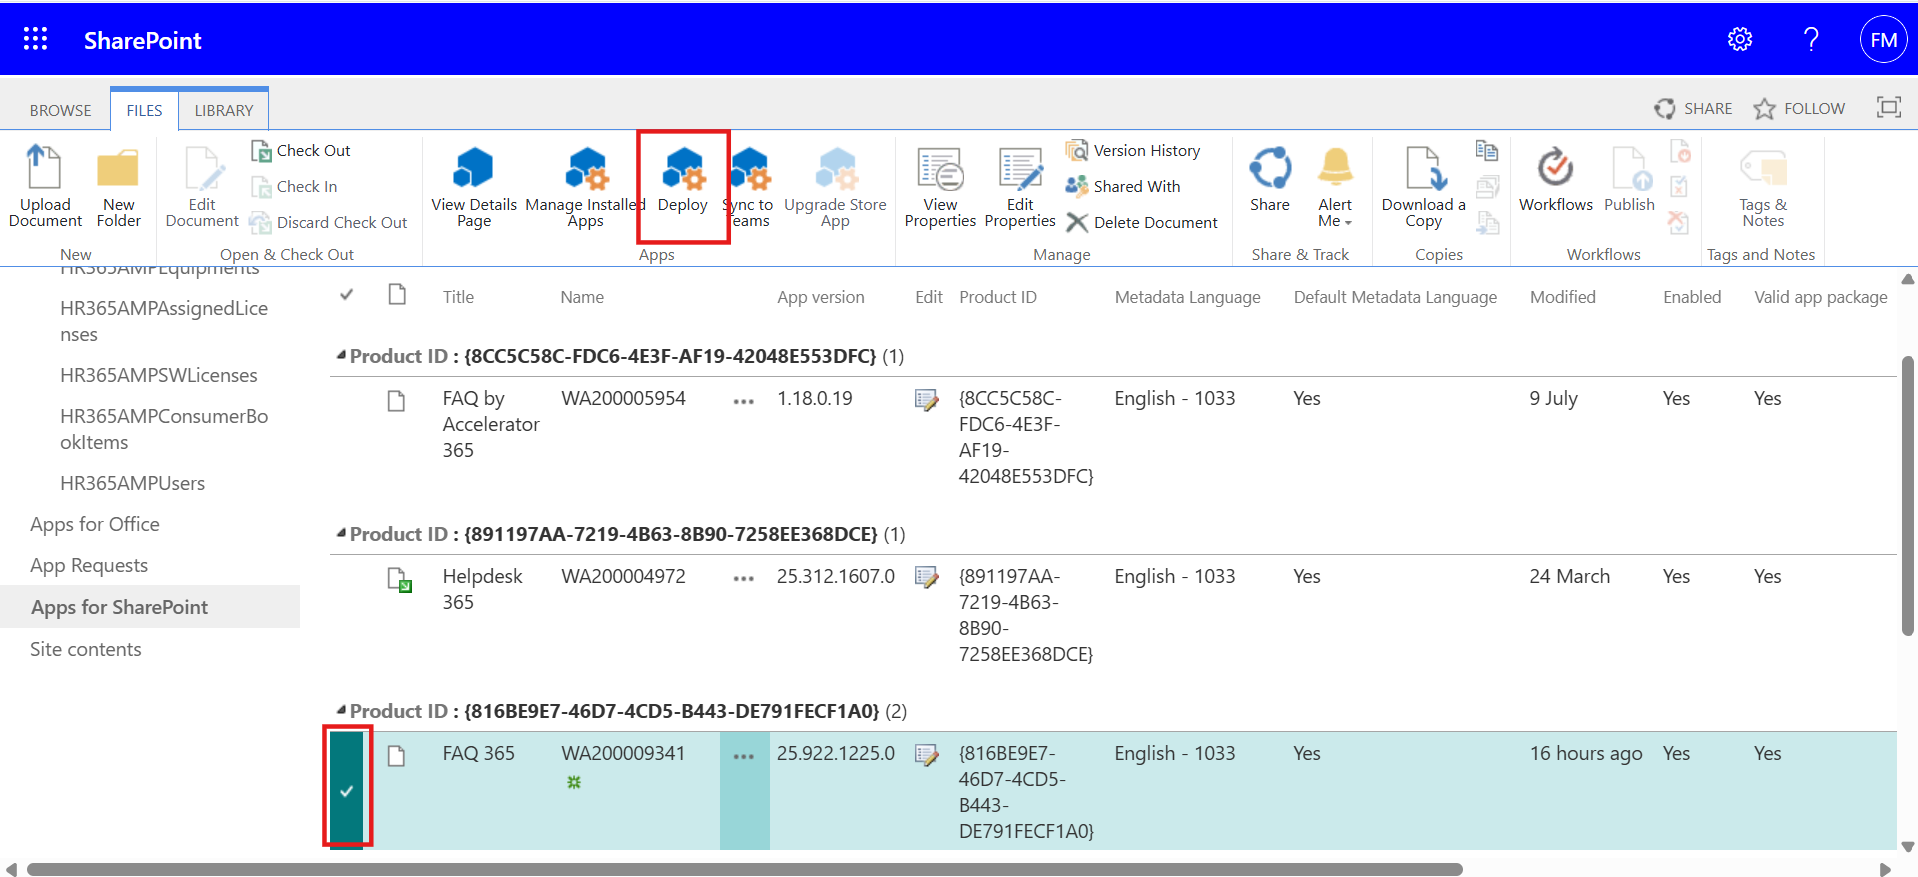 SharePoint
FM
BROWSE FILES LIBRARY
SHARE FOLLOW
Upload Document
New Folder
New
Edit Document
Check Out
Check In
Discard Check Out
Open & Check Out
View Details Page
Manage Installed Apps
Deploy
Sync to Teams
Upgrade Store App
Apps
View Properties
Edit Properties
Version History
Shared With
Delete Document
Manage
Share
Alert Me
Share & Track
Download a Copy
Copies
Workflows
Publish
Workflows
Tags & Notes
Tags and Notes
HR365AMPEquipments
HR365AMPAssignedLice
nses
HR365AMPSWLicenses
HR365AMPConsumerBo
okItems
HR365AMPUsers
Apps for Office
App Requests
Apps for SharePoint
Site contents
Title Name App version Edit Product ID Metadata Language Default Metadata Language Modified Enabled Valid app package
Product ID : {8CC5C58C-FDC6-4E3F-AF19-42048E553DFC} (1)
FAQ by WA200005954 ... 1.18.0.19 {8CC5C58C- English - 1033 Yes 9 July Yes Yes
Accelerator FDC6-4E3F-
365 AF19-
42048E553DFC}
Product ID : {891197AA-7219-4B63-8B90-7258EE368DCE} (1)
Helpdesk WA200004972 ... 25.312.1607.0 {891197AA- English - 1033 Yes 24 March Yes Yes
365 7219-4B63-
8B90-
7258EE368DCE}
Product ID : {816BE9E7-46D7-4CD5-B443-DE791FECF1A0} (2)
FAQ 365 WA200009341 ... 25.922.1225.0 {816BE9E7- English - 1033 Yes 16 hours ago Yes Yes
46D7-4CD5-
B443-
DE791FECF1A0}